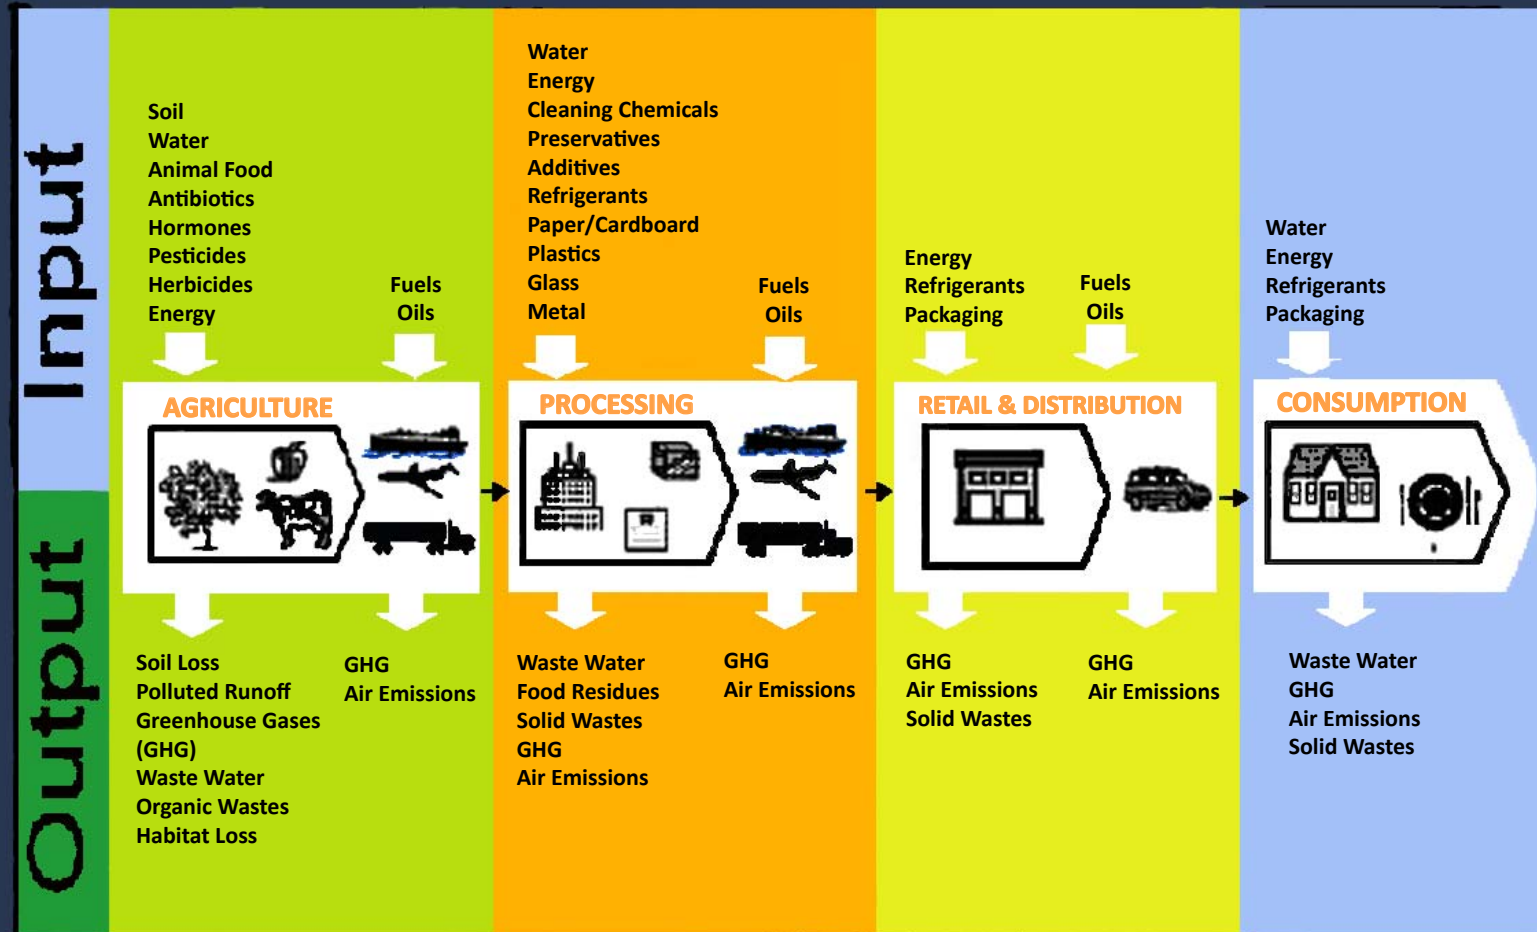 Input
Output
Soil
Water
Animal Food
Antibiotics
Hormones
Pesticides
Herbicides
Energy
Fuels
Oils
AGRICULTURE
Soil Loss
Polluted Runoff
Greenhouse Gases
(GHG)
Waste Water
Organic Wastes
Habitat Loss
GHG
Air Emissions
Water
Energy
Cleaning Chemicals
Preservatives
Additives
Refrigerants
Paper/Cardboard
Plastics
Glass
Metal
Fuels
Oils
PROCESSING
Waste Water
Food Residues
Solid Wastes
GHG
Air Emissions
GHG
Air Emissions
Energy
Refrigerants
Packaging
Fuels
Oils
RETAIL & DISTRIBUTION
GHG
Air Emissions
Solid Wastes
GHG
Air Emissions
Water
Energy
Refrigerants
Packaging
CONSUMPTION
Waste Water
GHG
Air Emissions
Solid Wastes